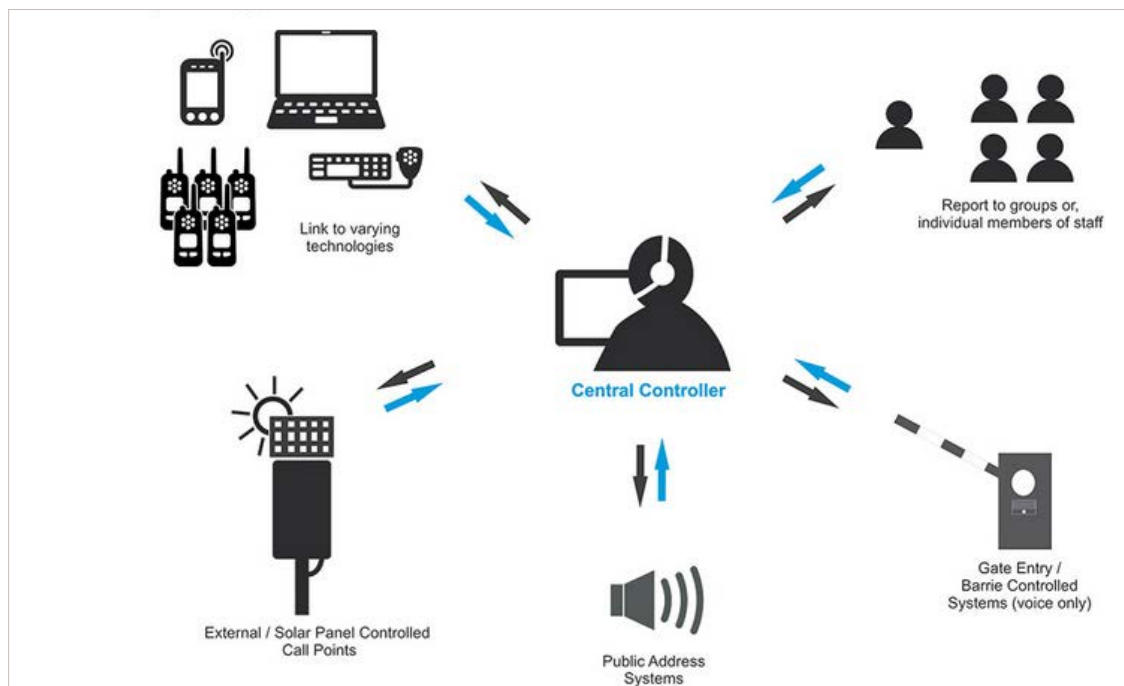 Link to varying
technologies
Report to groups or,
individual members of staff
Central Controller
External / Solar Panel Controlled
Call Points
Public Address
Systems
Gate Entry /
Barrie Controlled
Systems (voice only)